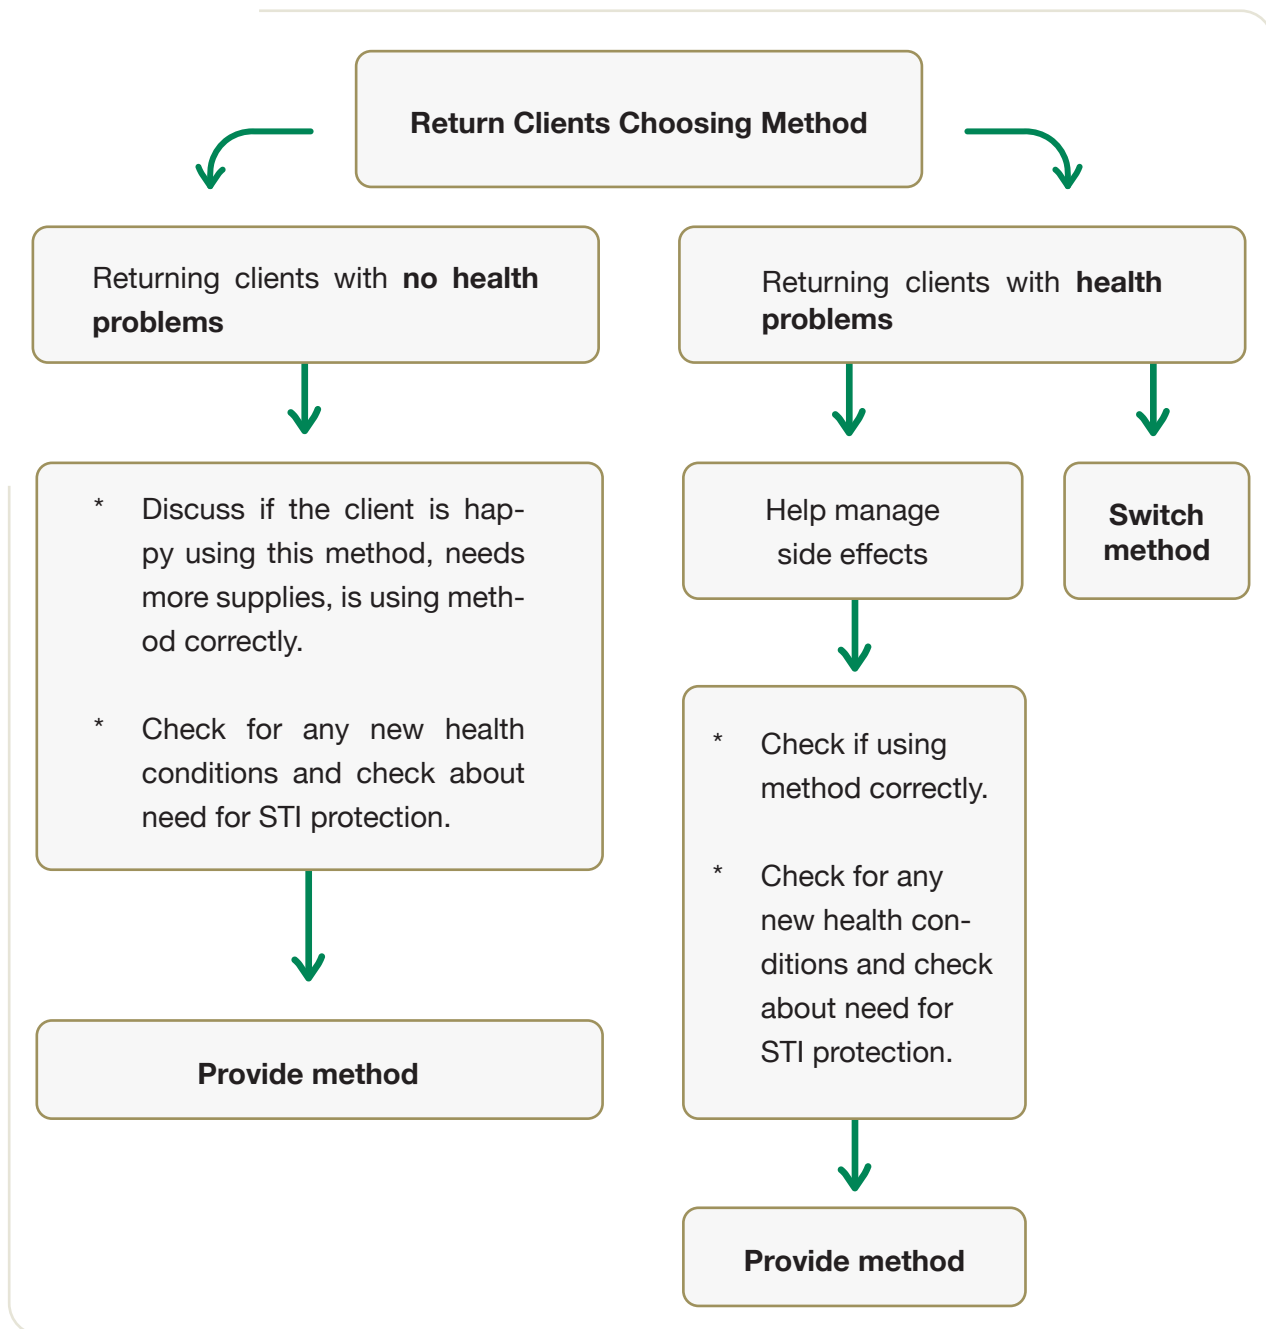 Return Clients Choosing Method
Returning clients with no health
problems
Returning clients with health
problems
* Discuss if the client is hap-
py using this method, needs
more supplies, is using meth-
od correctly.
* Check for any new health
conditions and check about
need for STI protection.
Provide method
Help manage
side effects
Switch
method
* Check if using
method correctly.
* Check for any
new health con-
ditions and check
about need for
STI protection.
Provide method